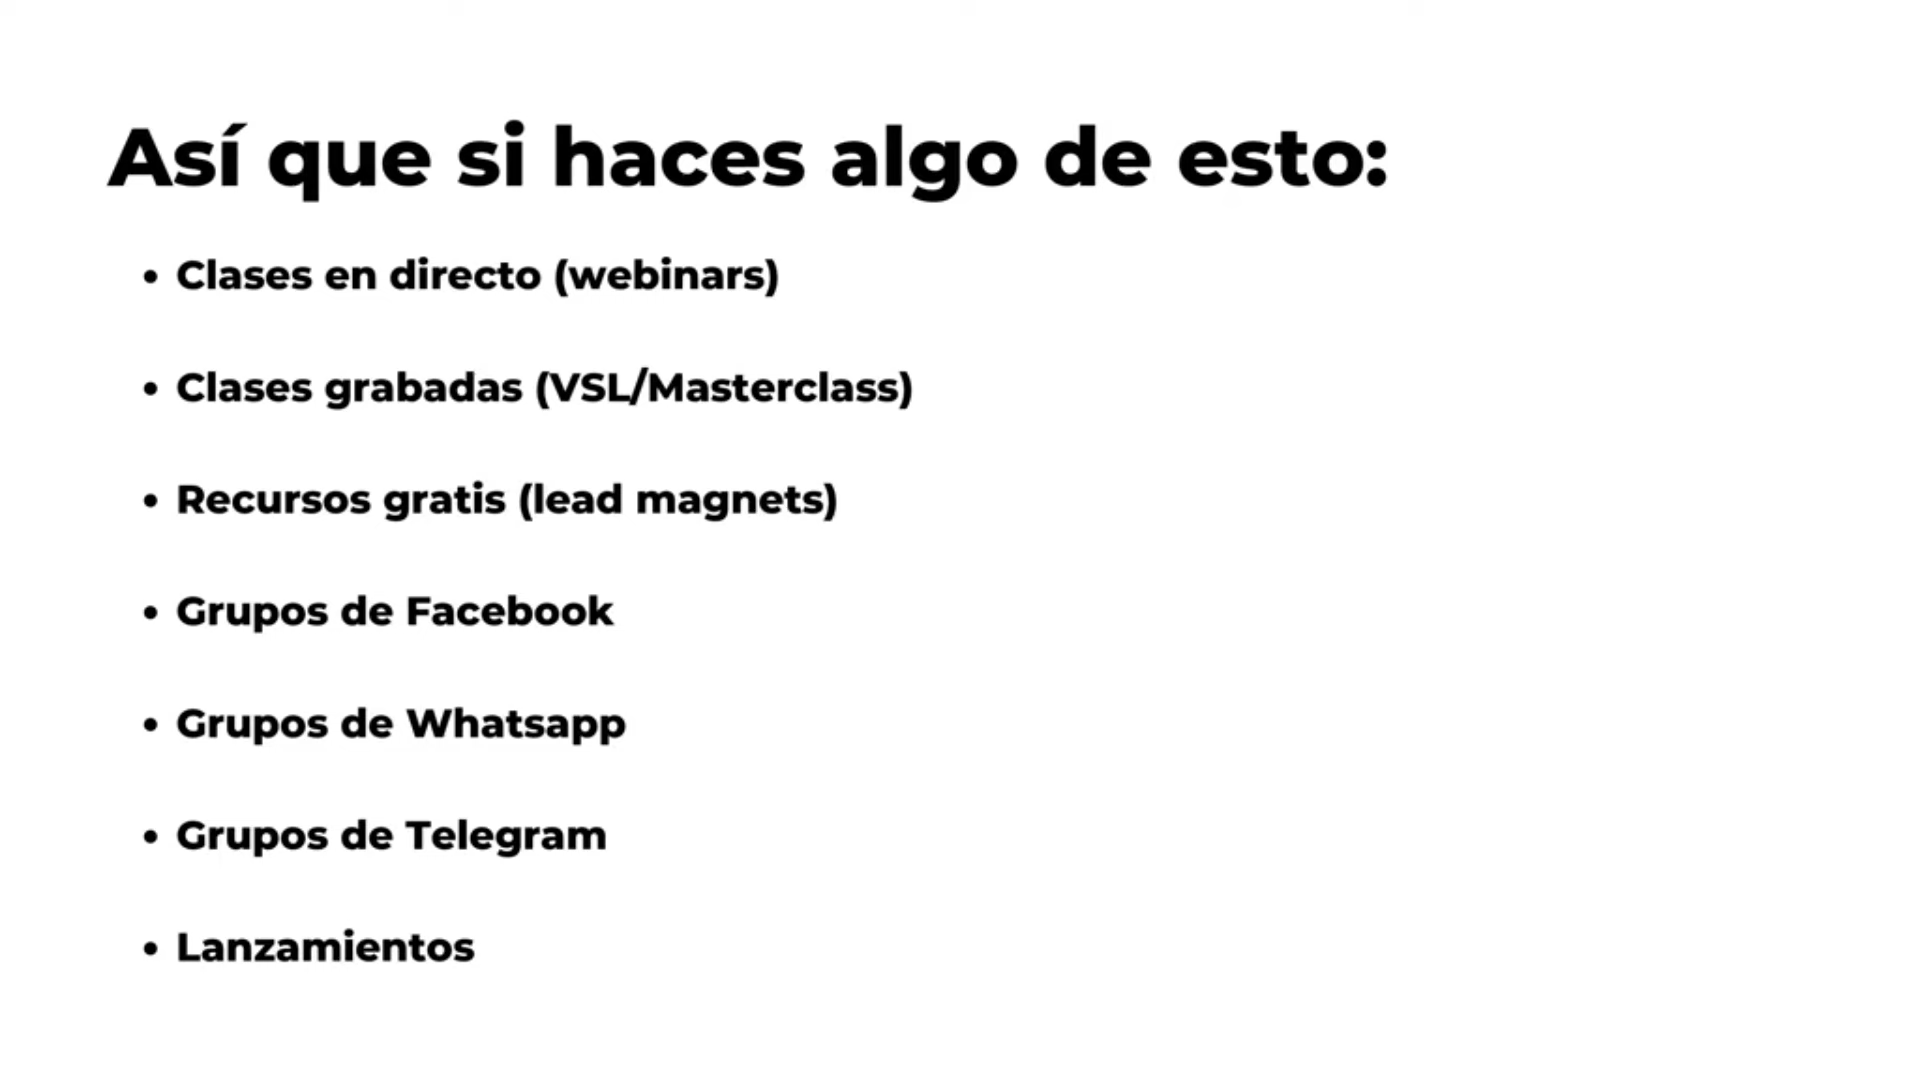 Así que si haces algo de esto:
• Clases en directo (webinars)
• Clases grabadas (VSL/Masterclass)
• Recursos gratis (lead magnets)
• Grupos de Facebook
• Grupos de Whatsapp
• Grupos de Telegram
• Lanzamientos